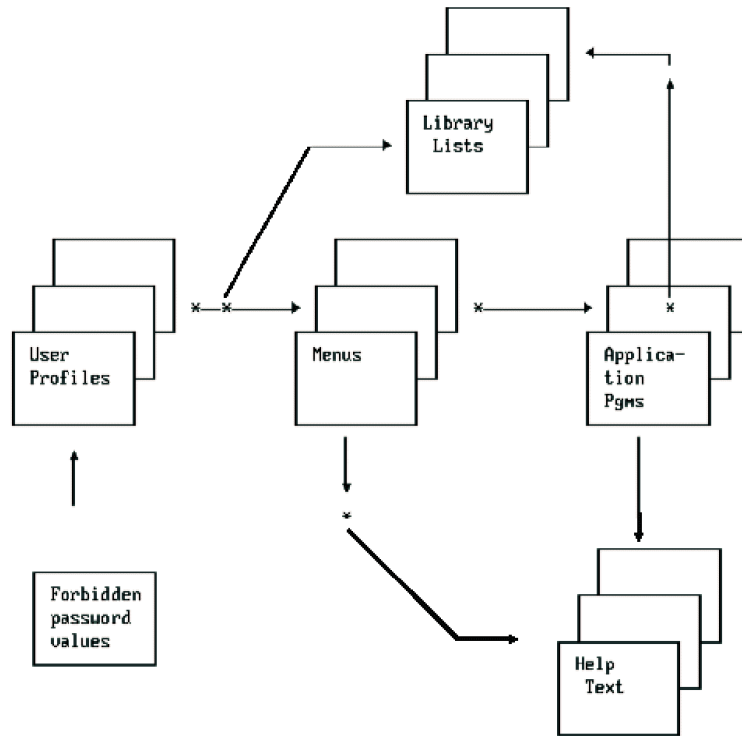 Library
Lists
* *
*
*
User
Profiles
Menus
Applica-
tion
Pgms
*
Forbidden
password
values
Help
Text